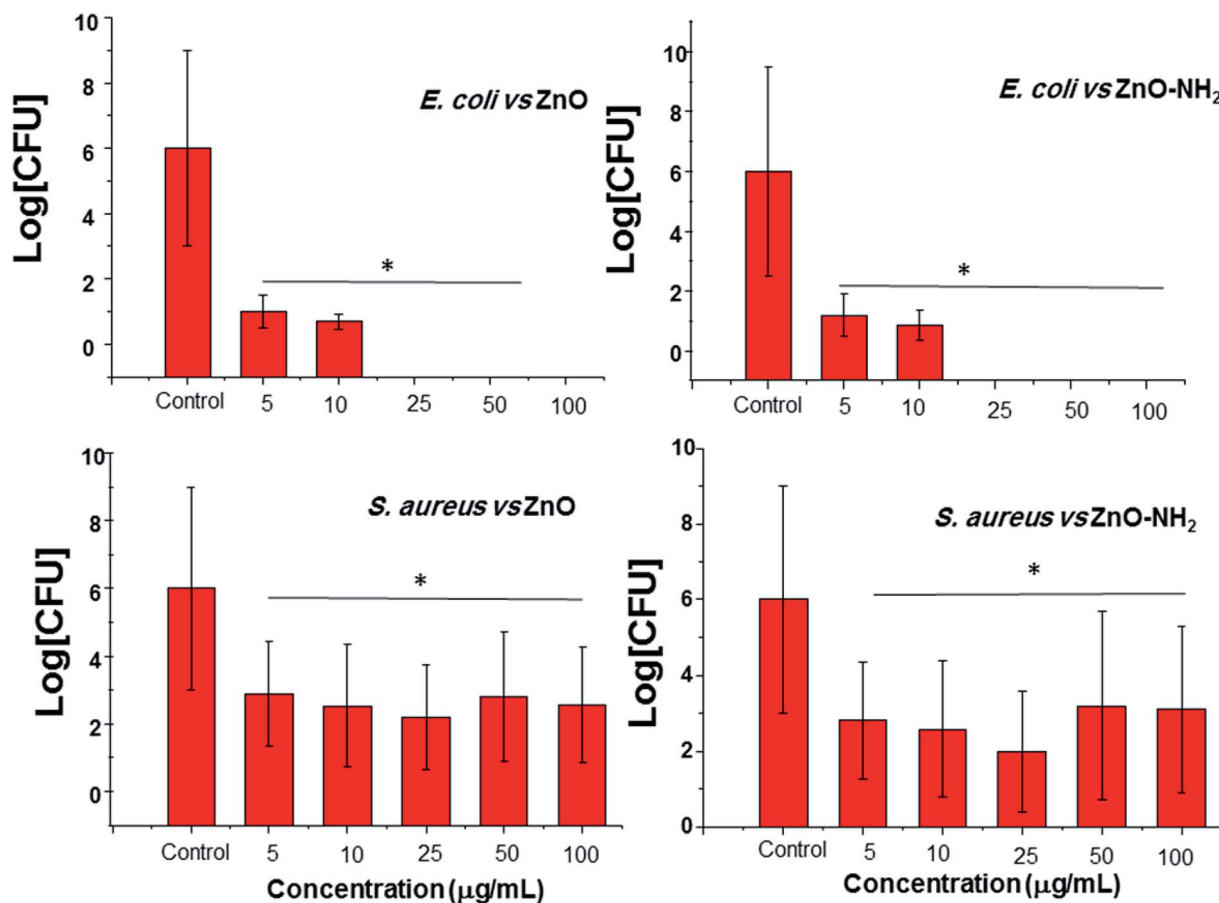 10
8
6
4
2
0
Log[CFU]
E. coli vs ZnO
*
Control 5 10 25 50 100
10
8
6
4
2
0
Log[CFU]
E. coli vs ZnO-NH₂
*
Control 5 10 25 50 100
10
8
6
4
2
0
Log[CFU]
S. aureus vs ZnO
*
Control 5 10 25 50 100
Concentration (μg/mL)
10
8
6
4
2
0
Log[CFU]
S. aureus vs ZnO-NH₂
*
Control 5 10 25 50 100
Concentration (μg/mL)